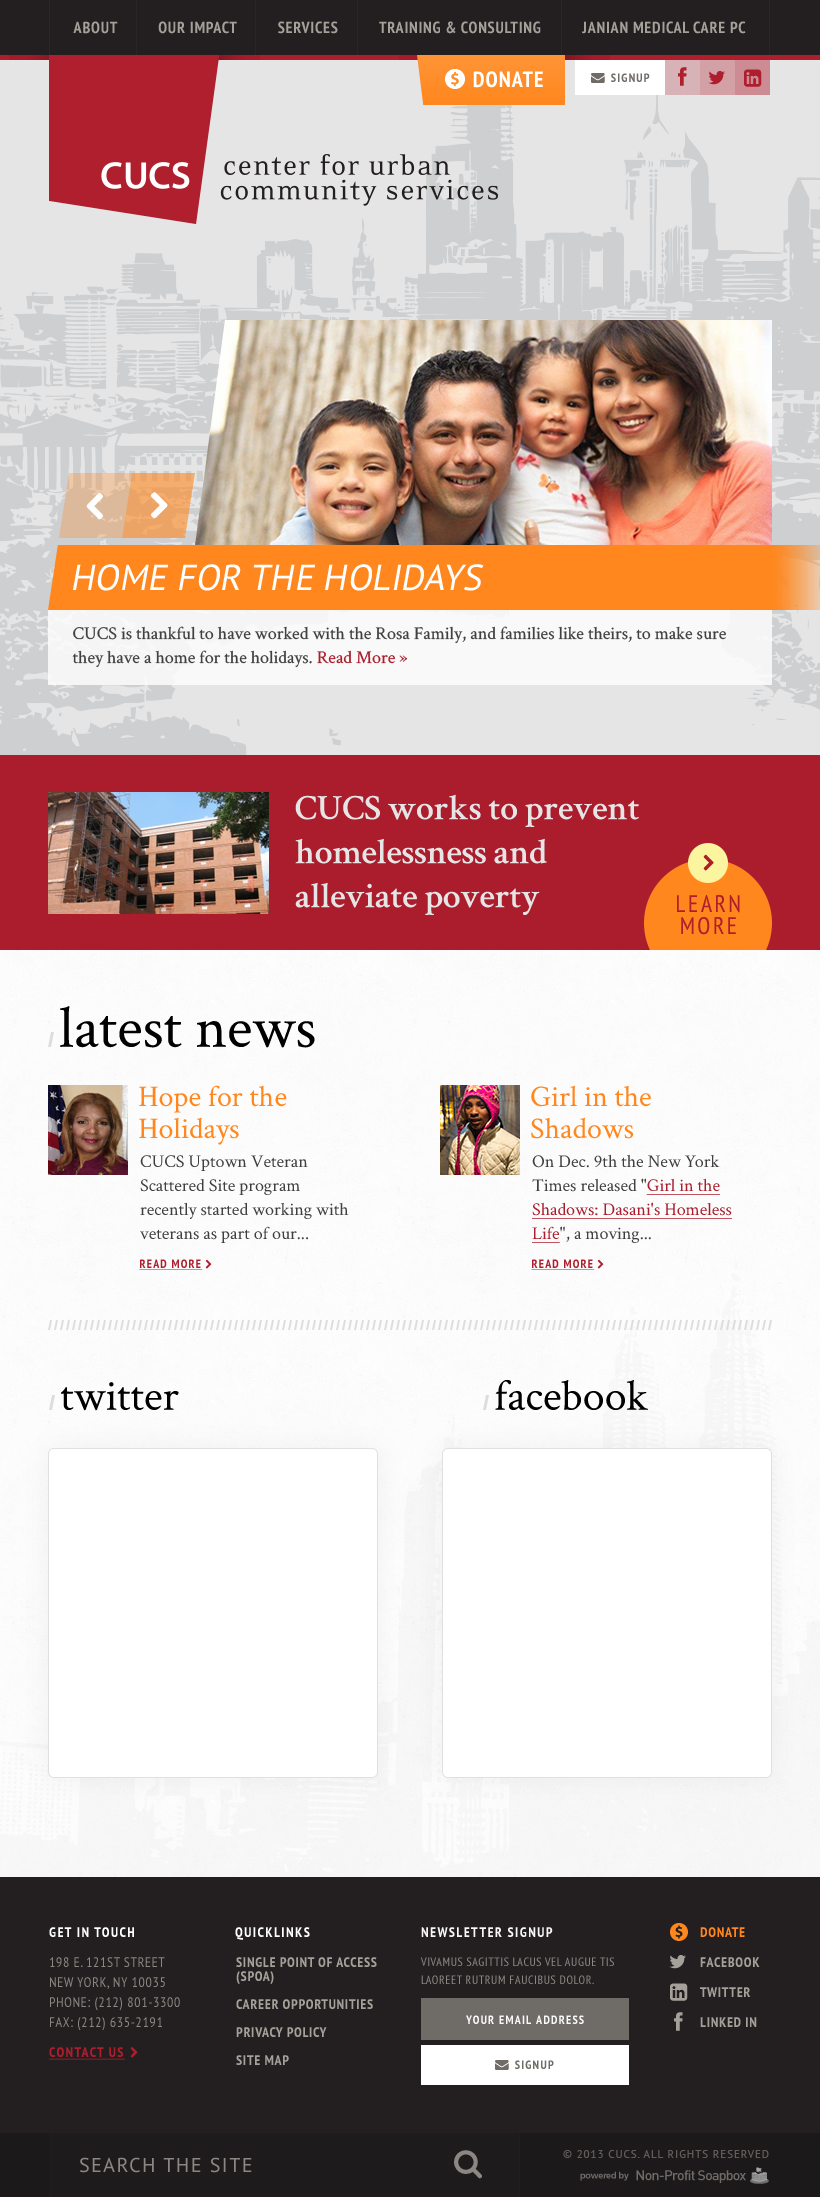 ABOUT
OUR IMPACT
SERVICES
TRAINING & CONSULTING
JANIAN MEDICAL CARE PC
DONATE
SIGNUP
CUCS
center for urban
community services
HOME FOR THE HOLIDAYS
CUCS is thankful to have worked with the Rosa Family, and families like theirs, to make sure
they have a home for the holidays. Read More »
CUCS works to prevent
homelessness and
alleviate poverty
LEARN
MORE
latest news
Hope for the
Holidays
CUCS Uptown Veteran
Scattered Site program
recently started working with
veterans as part of our...
READ MORE
Girl in the
Shadows
On Dec. 9th the New York
Times released "Girl in the
Shadows: Dasani's Homeless
Life", a moving...
READ MORE
twitter
facebook
GET IN TOUCH
198 E. 121ST STREET
NEW YORK, NY 10035
PHONE: (212) 801-3300
FAX: (212) 635-2191
CONTACT US
QUICKLINKS
SINGLE POINT OF ACCESS
(SPOA)
CAREER OPPORTUNITIES
PRIVACY POLICY
SITE MAP
NEWSLETTER SIGNUP
VIVAMUS SAGITTIS LACUS VEL AUGUE TIS
LAOREET RUTRUM FAUCIBUS DOLOR.
YOUR EMAIL ADDRESS
SIGNUP
DONATE
FACEBOOK
TWITTER
LINKED IN
SEARCH THE SITE
© 2013 CUCS. ALL RIGHTS RESERVED
powered by Non-Profit Soapbox